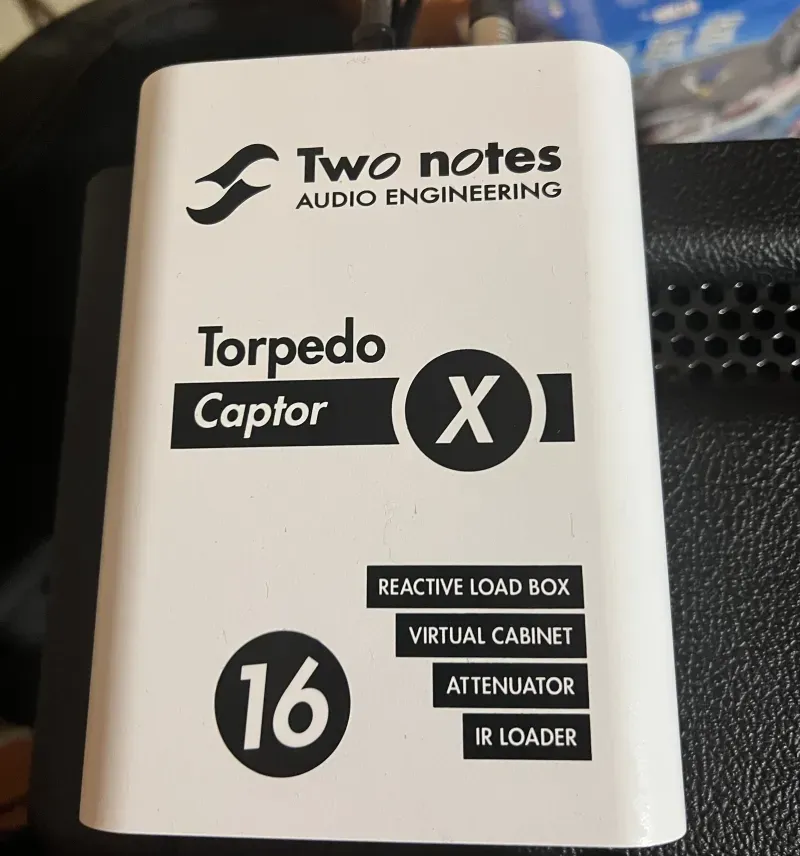 Two notes
AUDIO ENGINEERING
Torpedo
Captor X
REACTIVE LOAD BOX
VIRTUAL CABINET
ATTENUATOR
IR LOADER
16